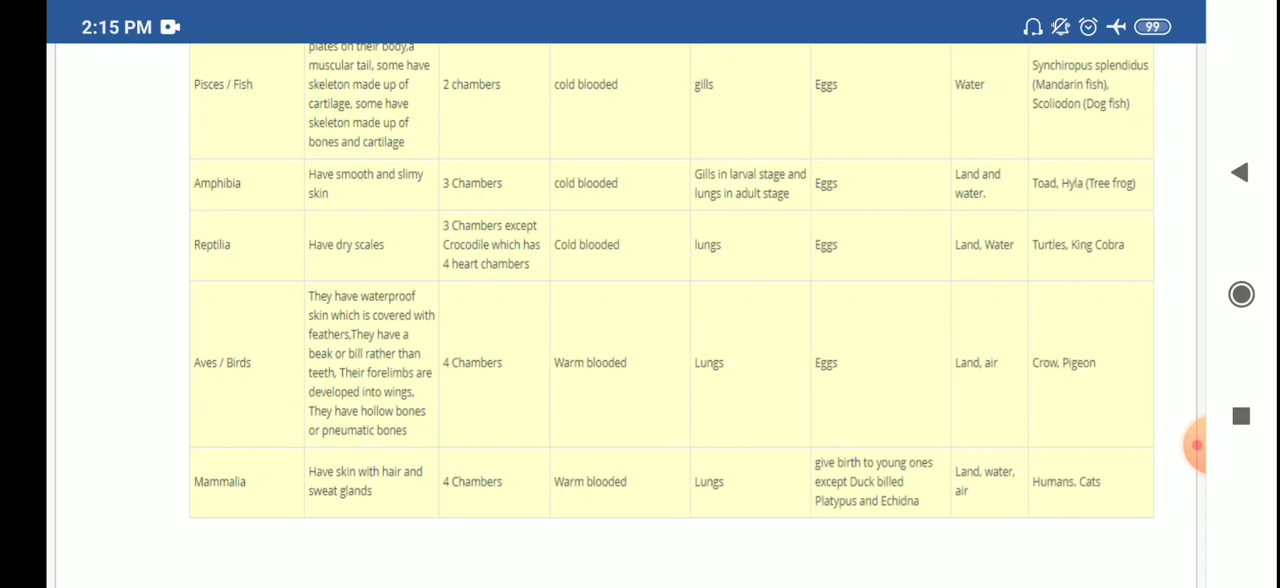 2:15 PM
99
plates on their body,a
muscular tail, some have
skeleton made up of
cartilage, some have
skeleton made up of
bones and cartilage
Pisces / Fish
2 chambers
cold blooded
gills
Eggs
Water
Synchiropus splendidus
(Mandarin fish),
Scoliodon (Dog fish)
Amphibia
Have smooth and slimy
skin
3 Chambers
cold blooded
Gills in larval stage and
lungs in adult stage
Eggs
Land and
water.
Toad, Hyla (Tree frog)
Reptilia
Have dry scales
3 Chambers except
Crocodile which has
4 heart chambers
Cold blooded
lungs
Eggs
Land, Water
Turtles, King Cobra
Aves / Birds
They have waterproof
skin which is covered with
feathers,They have a
beak or bill rather than
teeth, Their forelimbs are
developed into wings,
They have hollow bones
or pneumatic bones
4 Chambers
Warm blooded
Lungs
Eggs
Land, air
Crow, Pigeon
Mammalia
Have skin with hair and
sweat glands
4 Chambers
Warm blooded
Lungs
give birth to young ones
except Duck billed
Platypus and Echidna
Land, water,
air
Humans. Cats